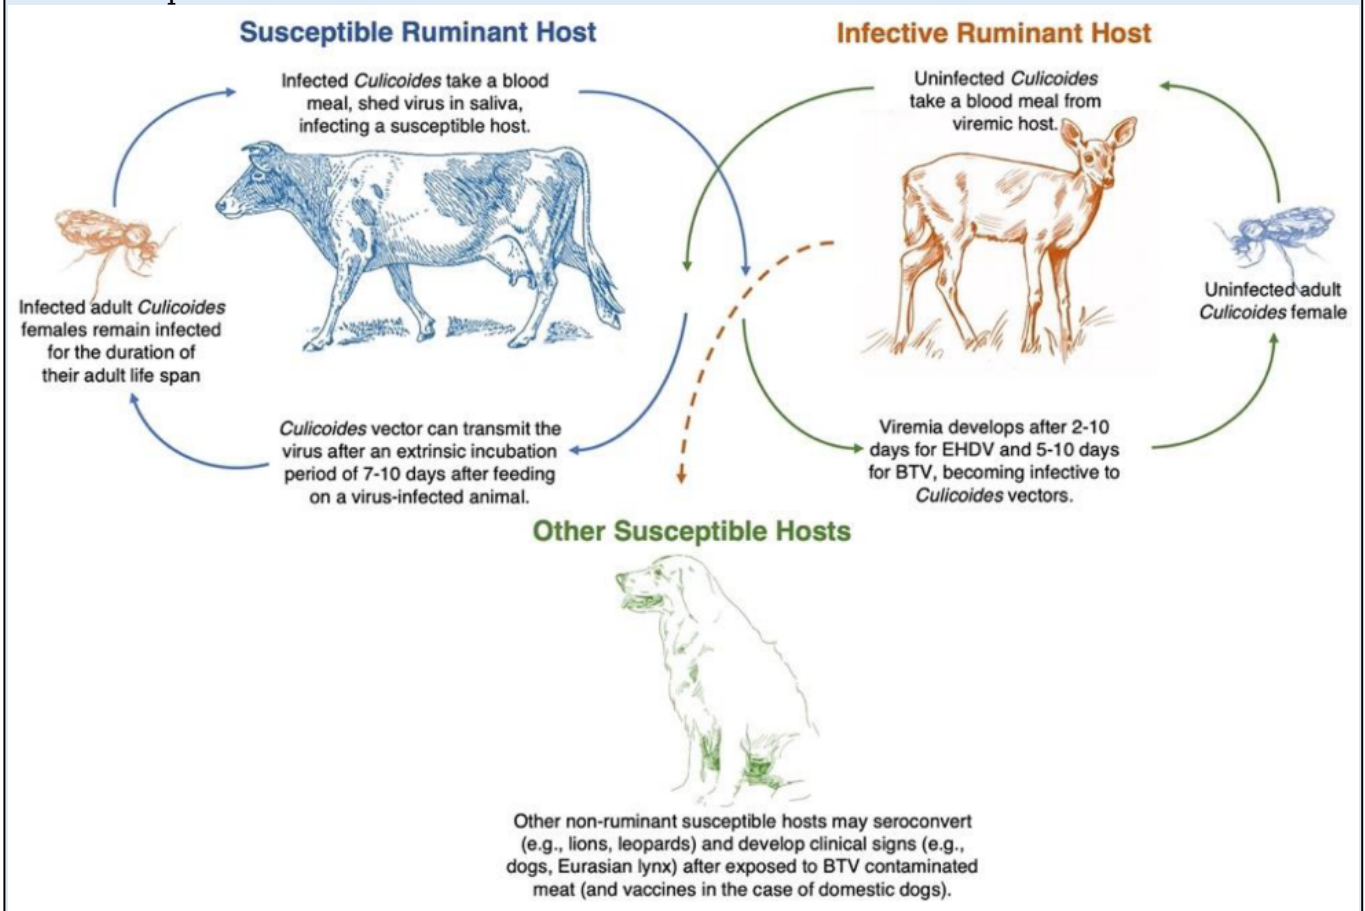 Susceptible Ruminant Host
Infected Culicoides take a blood
meal, shed virus in saliva,
infecting a susceptible host.
Infected adult Culicoides
females remain infected
for the duration of
their adult life span
Culicoides vector can transmit the
virus after an extrinsic incubation
period of 7-10 days after feeding
on a virus-infected animal.
Infective Ruminant Host
Uninfected Culicoides
take a blood meal from
viremic host.
Uninfected adult
Culicoides female
Viremia develops after 2-10
days for EHDV and 5-10 days
for BTV, becoming infective to
Culicoides vectors.
Other Susceptible Hosts
Other non-ruminant susceptible hosts may seroconvert
(e.g., lions, leopards) and develop clinical signs (e.g.,
dogs, Eurasian lynx) after exposed to BTV contaminated
meat (and vaccines in the case of domestic dogs).